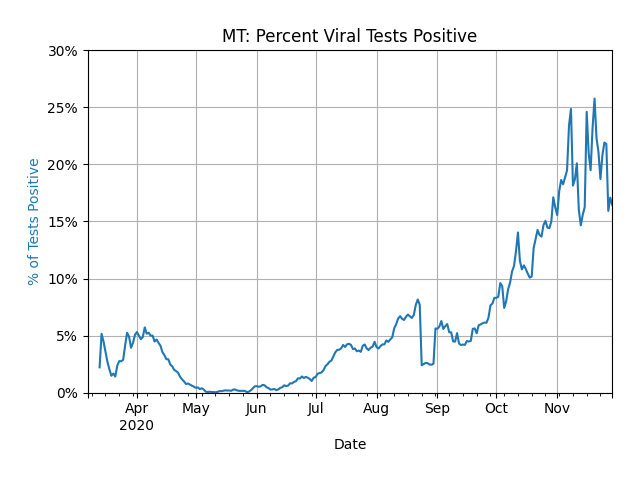 MT: Percent Viral Tests Positive
30%
25%
20%
15%
10%
5%
0%
% of Tests Positive
Apr May Jun Jul Aug Sep Oct Nov
2020
Date